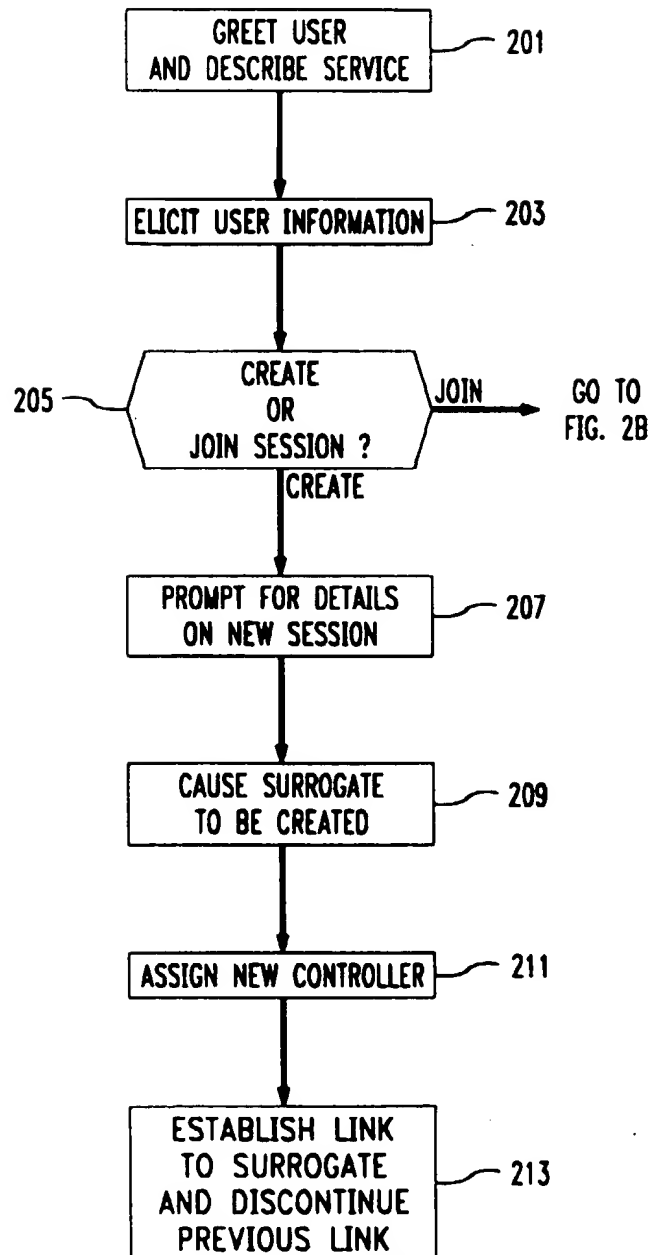 GREET USER
AND DESCRIBE SERVICE
201
ELICIT USER INFORMATION
203
205
CREATE
OR
JOIN SESSION ?
JOIN
GO TO
FIG. 2B
CREATE
PROMPT FOR DETAILS
ON NEW SESSION
207
CAUSE SURROGATE
TO BE CREATED
209
ASSIGN NEW CONTROLLER
211
ESTABLISH LINK
TO SURROGATE
AND DISCONTINUE
PREVIOUS LINK
213